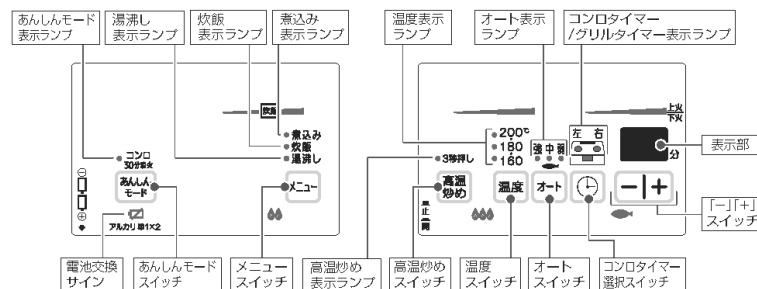 あんしんモード
表示ランプ
湯沸し
表示ランプ
炊飯
表示ランプ
煮込み
表示ランプ
温度表示
ランプ
オート表示
ランプ
コンロタイマー
/グリルタイマー表示ランプ
炊飯
煮込み
炊飯
湯沸し
コンロ
30分消火
あんしん
モード
メニュー
アルカリ単1×2
上火
下火
200℃
180
160
強 中 弱
左 右
分
表示部
3秒押し
高温
炒め
温度
オート
− +
止
開
「−」「+」
スイッチ
電池交換
サイン
あんしんモード
スイッチ
メニュー
スイッチ
高温炒め
表示ランプ
高温炒め
スイッチ
温度
スイッチ
オート
スイッチ
コンロタイマー
選択スイッチ